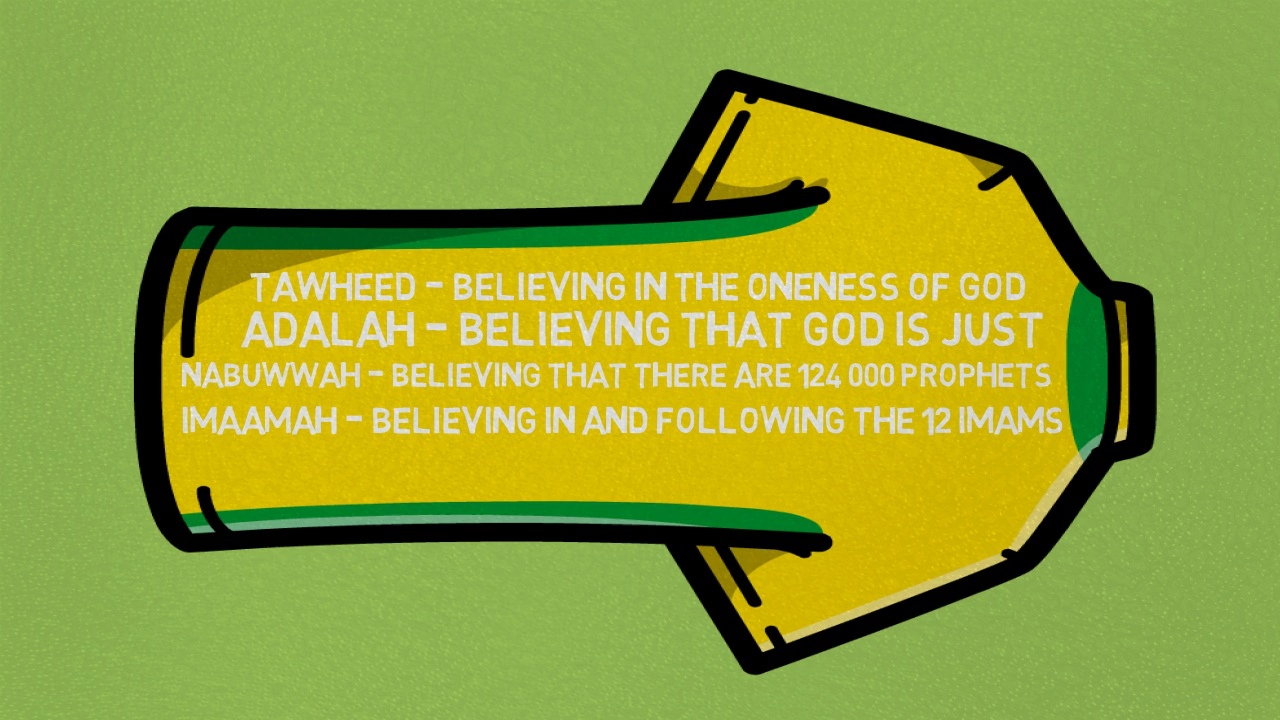 TAWHEED - BELIEVING IN THE ONENESS OF GOD
ADALAH - BELIEVING THAT GOD IS JUST
NABUWWAH - BELIEVING THAT THERE ARE 124 000 PROPHETS
IMAAMAH - BELIEVING IN AND FOLLOWING THE 12 IMAMS